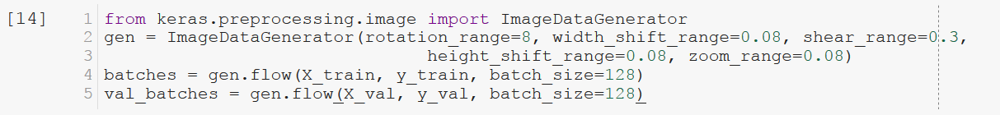 [14] 1 from keras.preprocessing.image import ImageDataGenerator
2 gen = ImageDataGenerator(rotation_range=8, width_shift_range=0.08, shear_range=0.3,
3 height_shift_range=0.08, zoom_range=0.08)
4 batches = gen.flow(X_train, y_train, batch_size=128)
5 val_batches = gen.flow(X_val, y_val, batch_size=128)